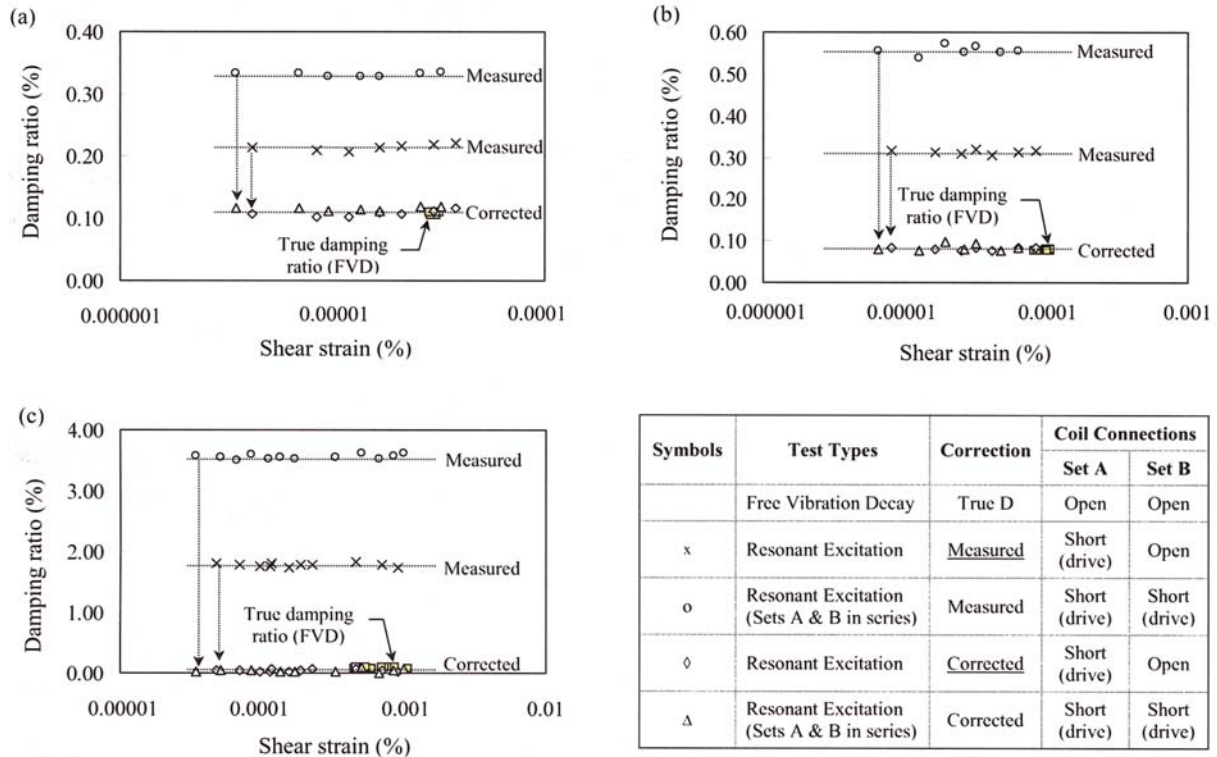 (a)
0.40
0.30
0.20
0.10
0.00
Damping ratio (%)
Measured
Measured
Corrected
True damping
ratio (FVD)
0.000001
0.00001
0.0001
Shear strain (%)
(b)
0.60
0.50
0.40
0.30
0.20
0.10
0.00
Damping ratio (%)
Measured
Measured
True damping
ratio (FVD)
Corrected
0.000001
0.00001
0.0001
0.001
Shear strain (%)
(c)
4.00
3.00
2.00
1.00
0.00
Damping ratio (%)
Measured
Measured
True damping
ratio (FVD)
Corrected
0.00001
0.0001
0.001
0.01
Shear strain (%)
Symbols Test Types Correction Coil Connections
Set A Set B
Free Vibration Decay True D Open Open
x Resonant Excitation Measured Short (drive) Open
o Resonant Excitation (Sets A & B in series) Measured Short (drive) Short (drive)
◊ Resonant Excitation Corrected Short (drive) Open
Δ Resonant Excitation (Sets A & B in series) Corrected Short (drive) Short (drive)